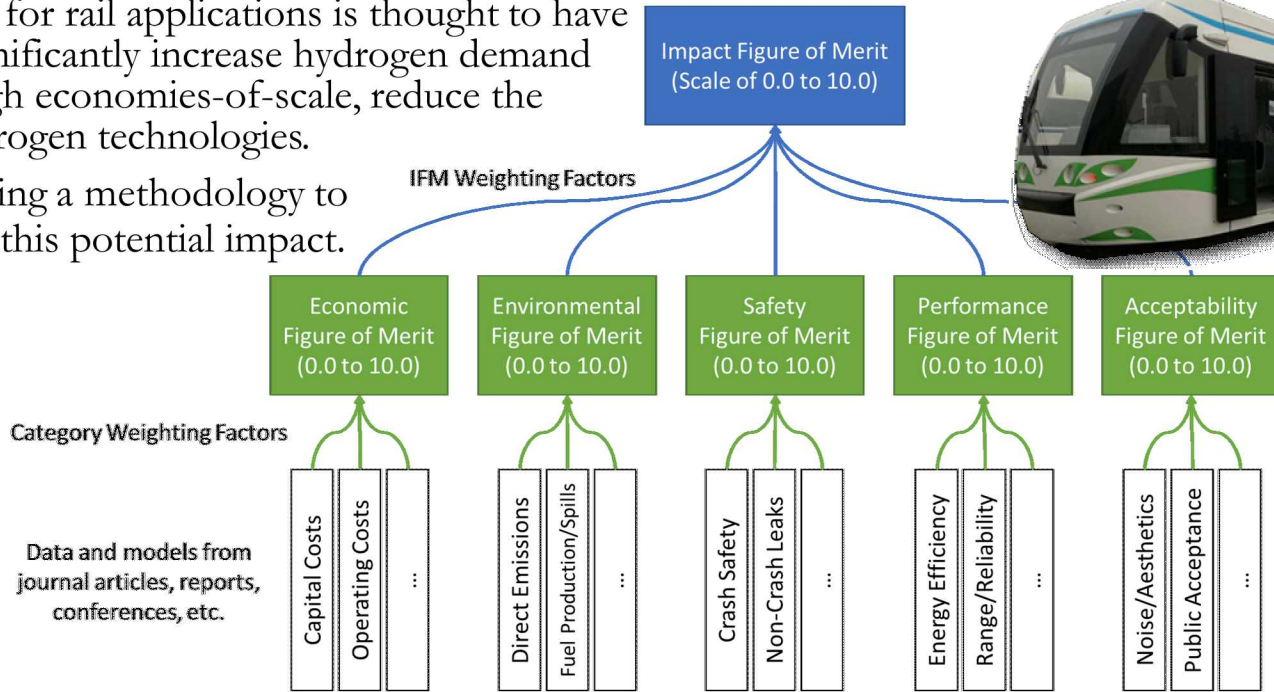 for rail applications is thought to have
nificantly increase hydrogen demand
gh economies-of-scale, reduce the
rogen technologies.
ing a methodology to
this potential impact.
Impact Figure of Merit
(Scale of 0.0 to 10.0)
IFM Weighting Factors
Economic
Figure of Merit
(0.0 to 10.0)
Environmental
Figure of Merit
(0.0 to 10.0)
Safety
Figure of Merit
(0.0 to 10.0)
Performance
Figure of Merit
(0.0 to 10.0)
Acceptability
Figure of Merit
(0.0 to 10.0)
Category Weighting Factors
Data and models from
journal articles, reports,
conferences, etc.
Capital Costs
Operating Costs
...
Direct Emissions
Fuel Production/Spills
...
Crash Safety
Non-Crash Leaks
...
Energy Efficiency
Range/Reliability
...
Noise/Aesthetics
Public Acceptance
...